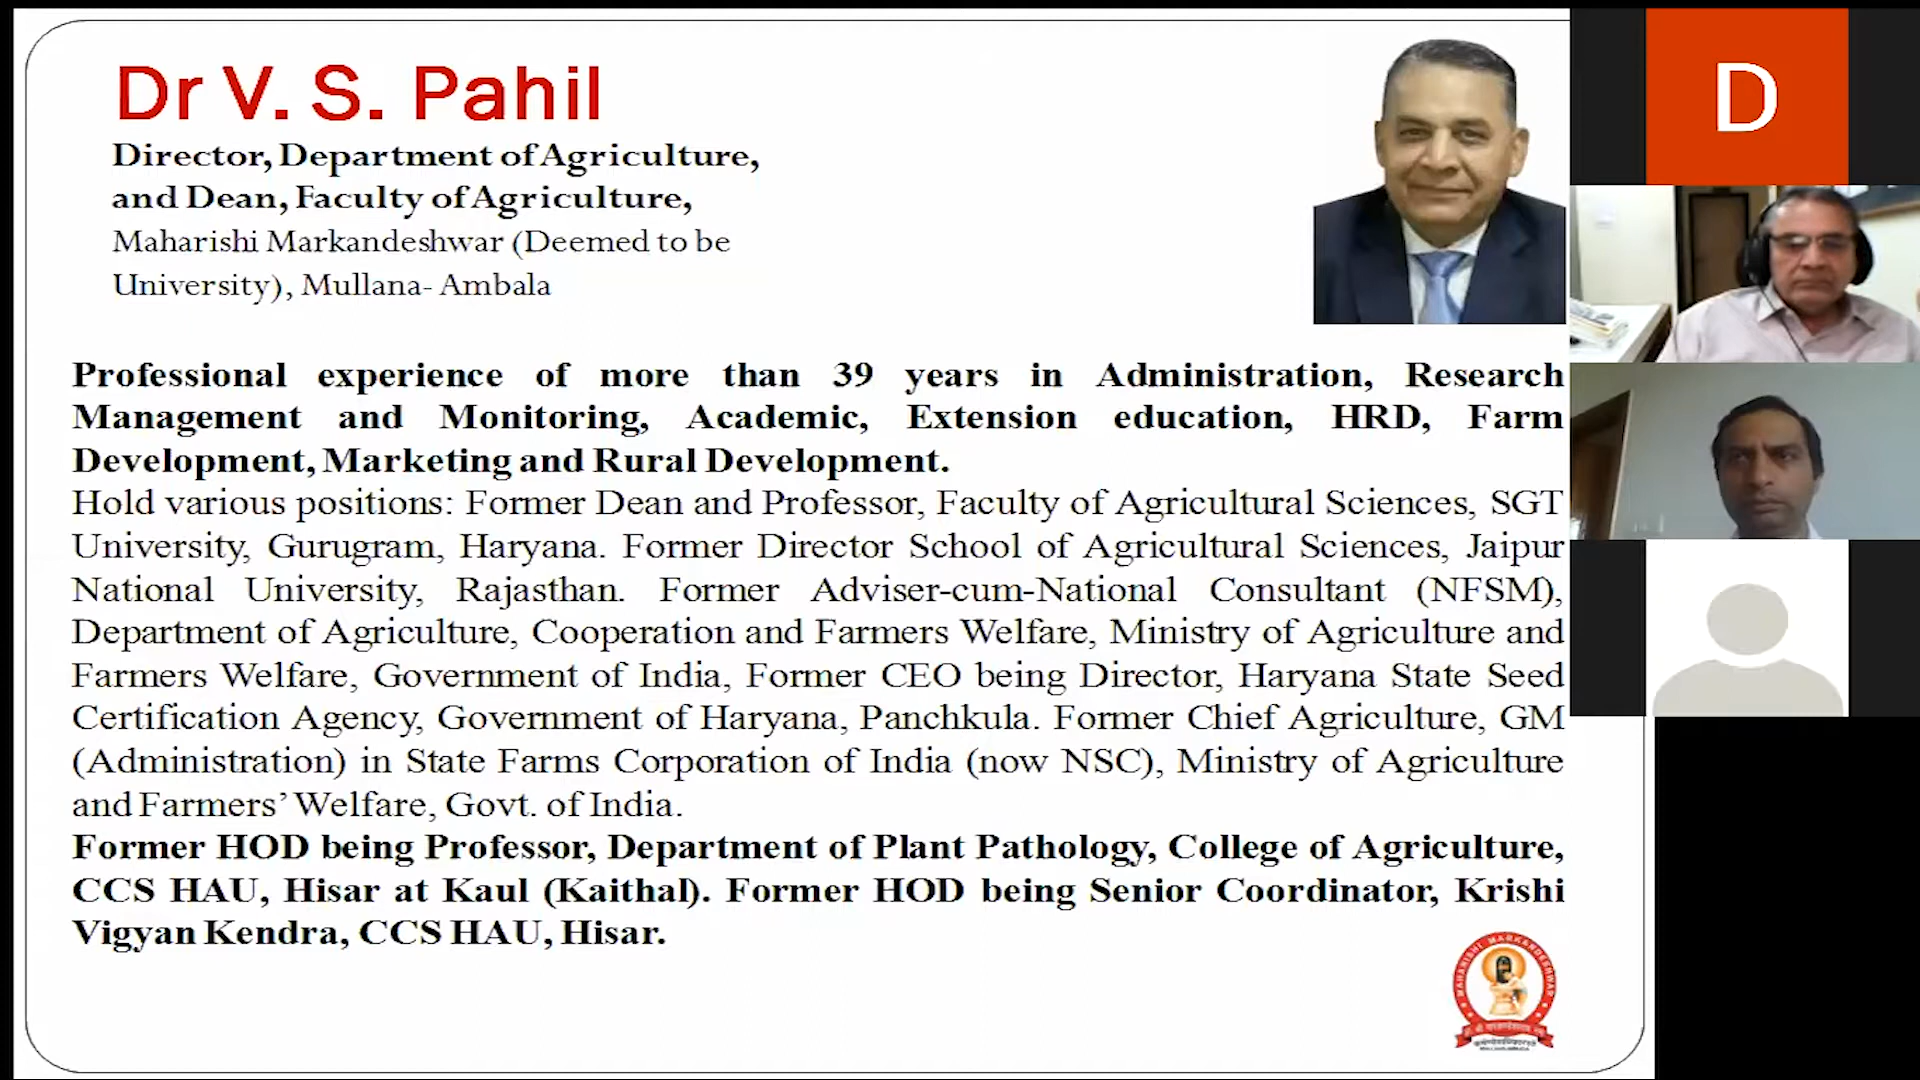 Dr V. S. Pahil
Director, Department of Agriculture,
and Dean, Faculty of Agriculture,
Maharishi Markandeshwar (Deemed to be
University), Mullana- Ambala
Professional experience of more than 39 years in Administration, Research
Management and Monitoring, Academic, Extension education, HRD, Farm
Development, Marketing and Rural Development.
Hold various positions: Former Dean and Professor, Faculty of Agricultural Sciences, SGT
University, Gurugram, Haryana. Former Director School of Agricultural Sciences, Jaipur
National University, Rajasthan. Former Adviser-cum-National Consultant (NFSM),
Department of Agriculture, Cooperation and Farmers Welfare, Ministry of Agriculture and
Farmers Welfare, Government of India, Former CEO being Director, Haryana State Seed
Certification Agency, Government of Haryana, Panchkula. Former Chief Agriculture, GM
(Administration) in State Farms Corporation of India (now NSC), Ministry of Agriculture
and Farmers’ Welfare, Govt. of India.
Former HOD being Professor, Department of Plant Pathology, College of Agriculture,
CCS HAU, Hisar at Kaul (Kaithal). Former HOD being Senior Coordinator, Krishi
Vigyan Kendra, CCS HAU, Hisar.
MAHARISHI MARKANDESHWAR
D